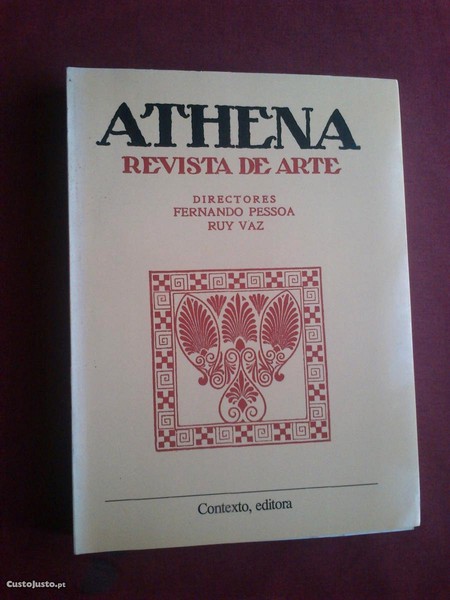 ATHENA
REVISTA DE ARTE
DIRECTORES
FERNANDO PESSOA
RUY VAZ
Contexto, editora
CustoJusto.pt